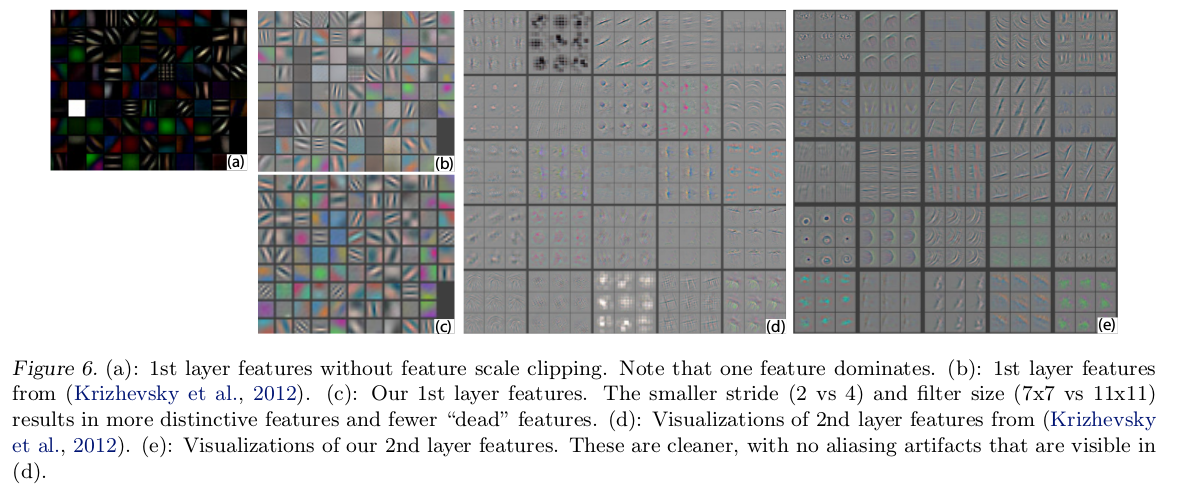 (a)
(b)
(c)
(d)
(e)
Figure 6. (a): 1st layer features without feature scale clipping. Note that one feature dominates. (b): 1st layer features
from (Krizhevsky et al., 2012). (c): Our 1st layer features. The smaller stride (2 vs 4) and filter size (7x7 vs 11x11)
results in more distinctive features and fewer “dead” features. (d): Visualizations of 2nd layer features from (Krizhevsky
et al., 2012). (e): Visualizations of our 2nd layer features. These are cleaner, with no aliasing artifacts that are visible in
(d).